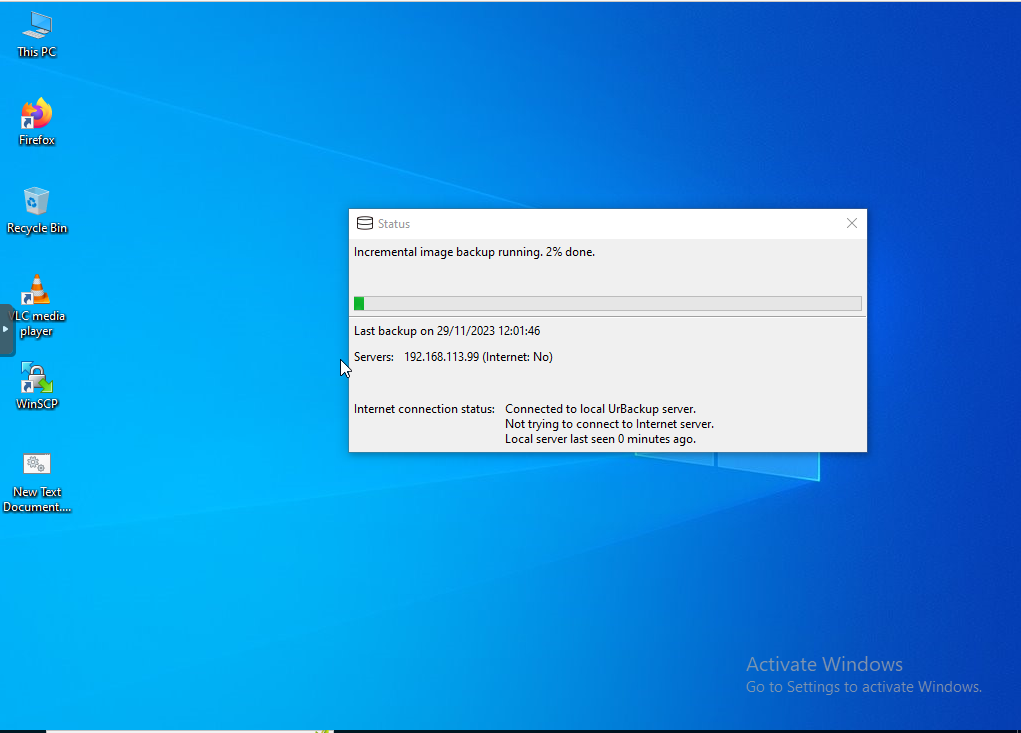 This PC
Firefox
Recycle Bin
VLC media
player
WinSCP
New Text
Document....
Status
Incremental image backup running. 2% done.
Last backup on 29/11/2023 12:01:46
Servers: 192.168.113.99 (Internet: No)
Internet connection status: Connected to local UrBackup server.
Not trying to connect to Internet server.
Local server last seen 0 minutes ago.
Activate Windows
Go to Settings to activate Windows.